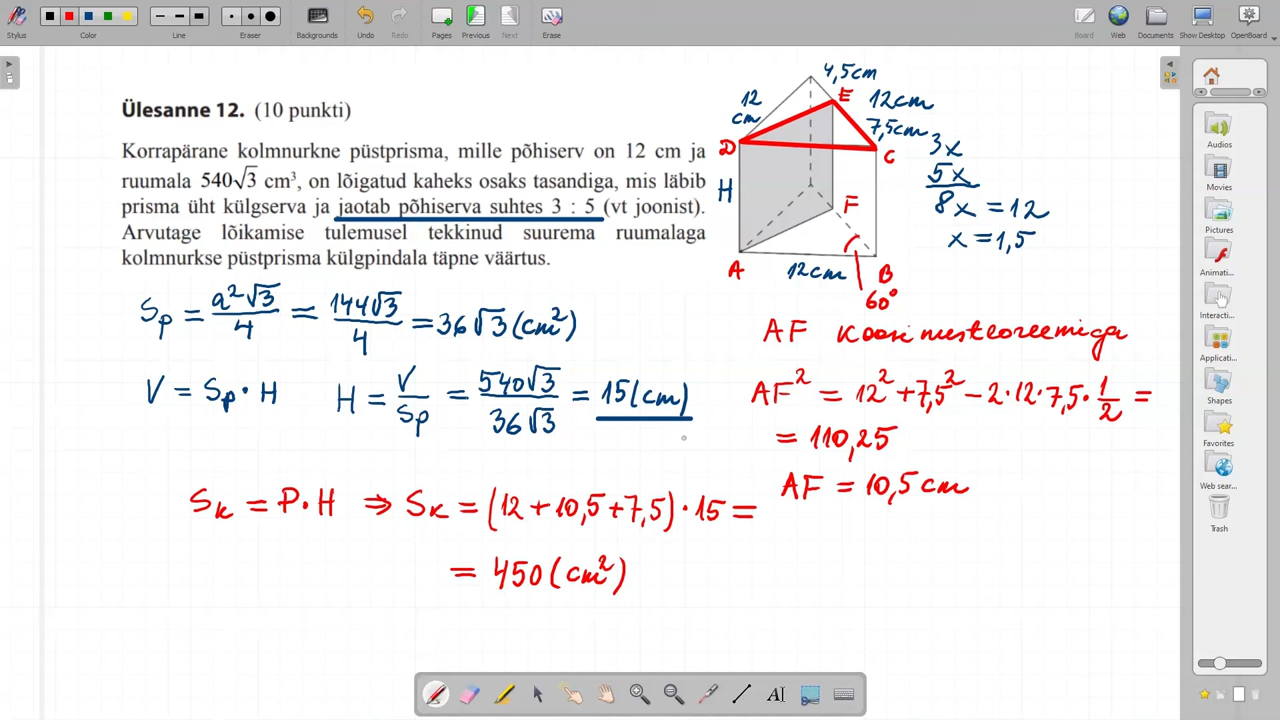 Stylus
Color
Line
Eraser
Backgrounds
Undo
Redo
Pages
Previous
Next
Erase
Board
Web
Documents
Show Desktop
OpenBoard
Ülesanne 12. (10 punkti)
Korrapärane kolmnurkne püstprisma, mille põhiserv on 12 cm ja
ruumala 540√3 cm³, on lõigatud kaheks osaks tasandiga, mis läbib
prisma üht külgserva ja jaotab põhiserva suhtes 3 : 5 (vt joonist).
Arvutage lõikamise tulemusel tekkinud suurema ruumalaga
kolmnurkse püstprisma külgpindala täpne väärtus.
4,5cm
12 cm
E
12cm
7,5cm
D
C
H
F
A
12cm
B
60°
3x
5x
8x = 12
x = 1,5
Sp = a²√3/4 = 144√3/4 = 36√3 (cm²)
V = Sp · H
H = V/Sp = 540√3/36√3 = 15(cm)
AF koosinusteoreemiga
AF² = 12² + 7,5² - 2·12·7,5·1/2 =
= 110,25
AF = 10,5 cm
Sk = P·H ⇒ Sk = (12 + 10,5 + 7,5)·15 =
= 450 (cm²)
Audios
Movies
Pictures
Animati...
Interacti...
Applicati...
Shapes
Favorites
Web sear...
Trash